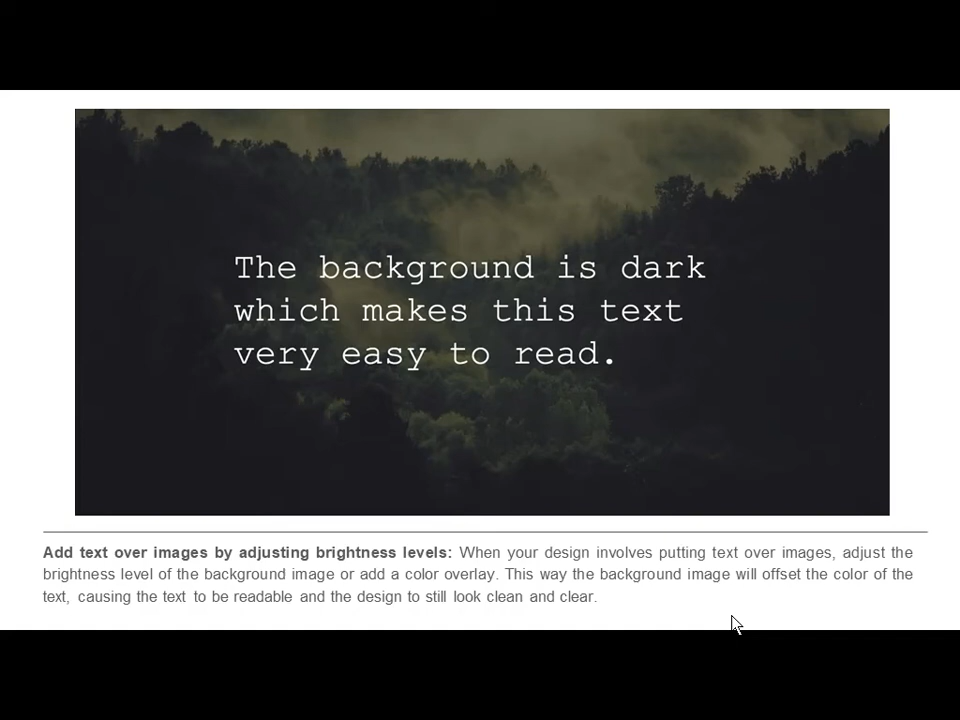 The background is dark
which makes this text
very easy to read.
Add text over images by adjusting brightness levels: When your design involves putting text over images, adjust the
brightness level of the background image or add a color overlay. This way the background image will offset the color of the
text, causing the text to be readable and the design to still look clean and clear.